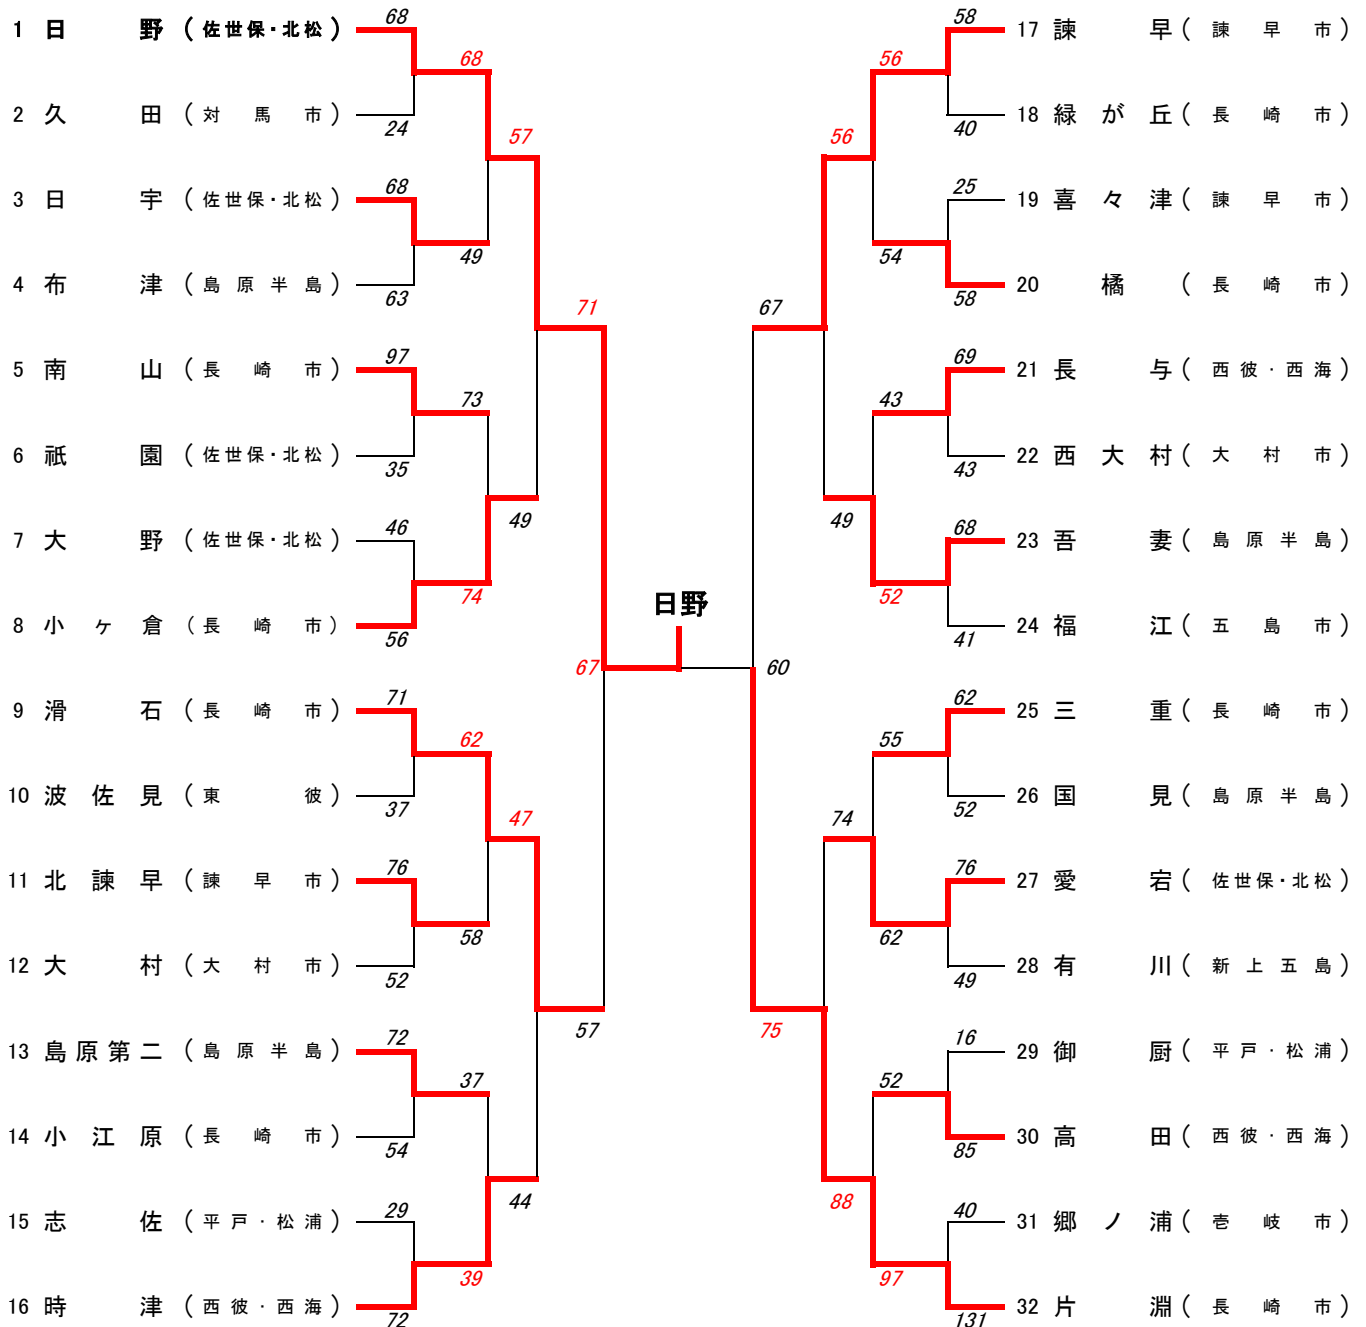 68
1 日野 (佐世保・北松)
68
2 久田 (対馬市)
24
57
68
3 日宇 (佐世保・北松)
49
4 布津 (島原半島)
63
71
97
5 南山 (長崎市)
73
6 祇園 (佐世保・北松)
35
49
46
7 大野 (佐世保・北松)
74
8 小ヶ倉 (長崎市)
56
67
71
9 滑石 (長崎市)
62
10 波佐見 (東彼)
37
47
76
11 北諫早 (諫早市)
58
12 大村 (大村市)
52
57
72
13 島原第二 (島原半島)
37
14 小江原 (長崎市)
54
44
29
15 志佐 (平戸・松浦)
39
16 時津 (西彼・西海)
72
日野
58
17 諫早 (諫早市)
56
18 緑が丘 (長崎市)
40
56
25
19 喜々津 (諫早市)
54
20 橘 (長崎市)
58
67
69
21 長与 (西彼・西海)
43
22 西大村 (大村市)
43
49
68
23 吾妻 (島原半島)
52
24 福江 (五島市)
41
60
62
25 三重 (長崎市)
55
26 国見 (島原半島)
52
74
76
27 愛宕 (佐世保・北松)
62
28 有川 (新上五島)
49
75
16
29 御厨 (平戸・松浦)
52
30 高田 (西彼・西海)
85
88
40
31 郷ノ浦 (壱岐市)
97
32 片淵 (長崎市)
131